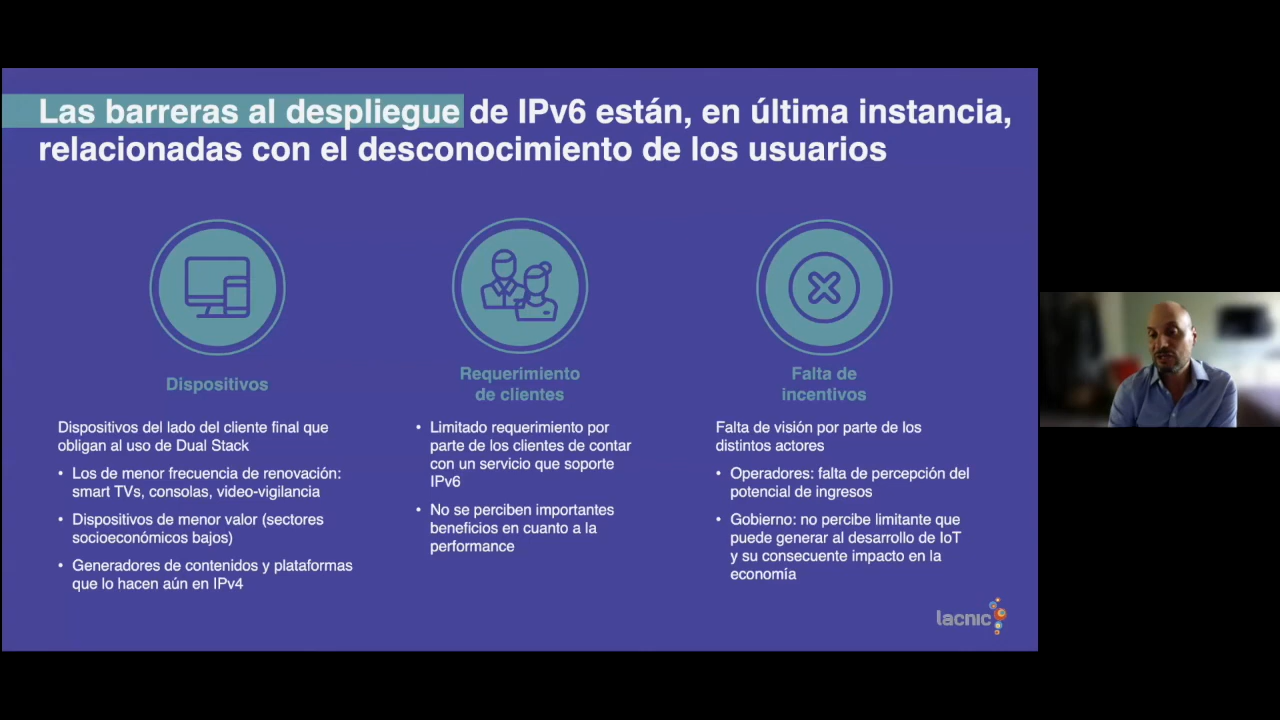 Las barreras al despliegue de IPv6 están, en última instancia,
relacionadas con el desconocimiento de los usuarios
Dispositivos
Dispositivos del lado del cliente final que
obligan al uso de Dual Stack
• Los de menor frecuencia de renovación:
smart TVs, consolas, video-vigilancia
• Dispositivos de menor valor (sectores
socioeconómicos bajos)
• Generadores de contenidos y plataformas
que lo hacen aún en IPv4
Requerimiento
de clientes
• Limitado requerimiento por
parte de los clientes de contar
con un servicio que soporte
IPv6
• No se perciben importantes
beneficios en cuanto a la
performance
Falta de
incentivos
Falta de visión por parte de los
distintos actores
• Operadores: falta de percepción del
potencial de ingresos
• Gobierno: no percibe limitante que
puede generar al desarrollo de IoT
y su consecuente impacto en la
economía
lacnic